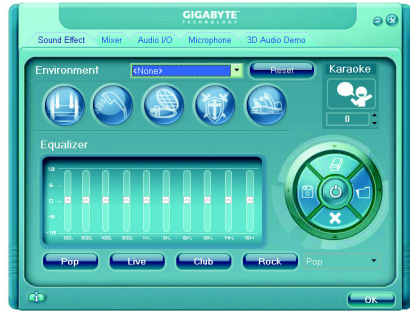 GIGABYTE
TECHNOLOGY
Sound Effect Mixer Audio I/O Microphone 3D Audio Demo
Environment <None> Reset Karaoke
0
Equalizer
Pop Live Club Rock Pop
OK